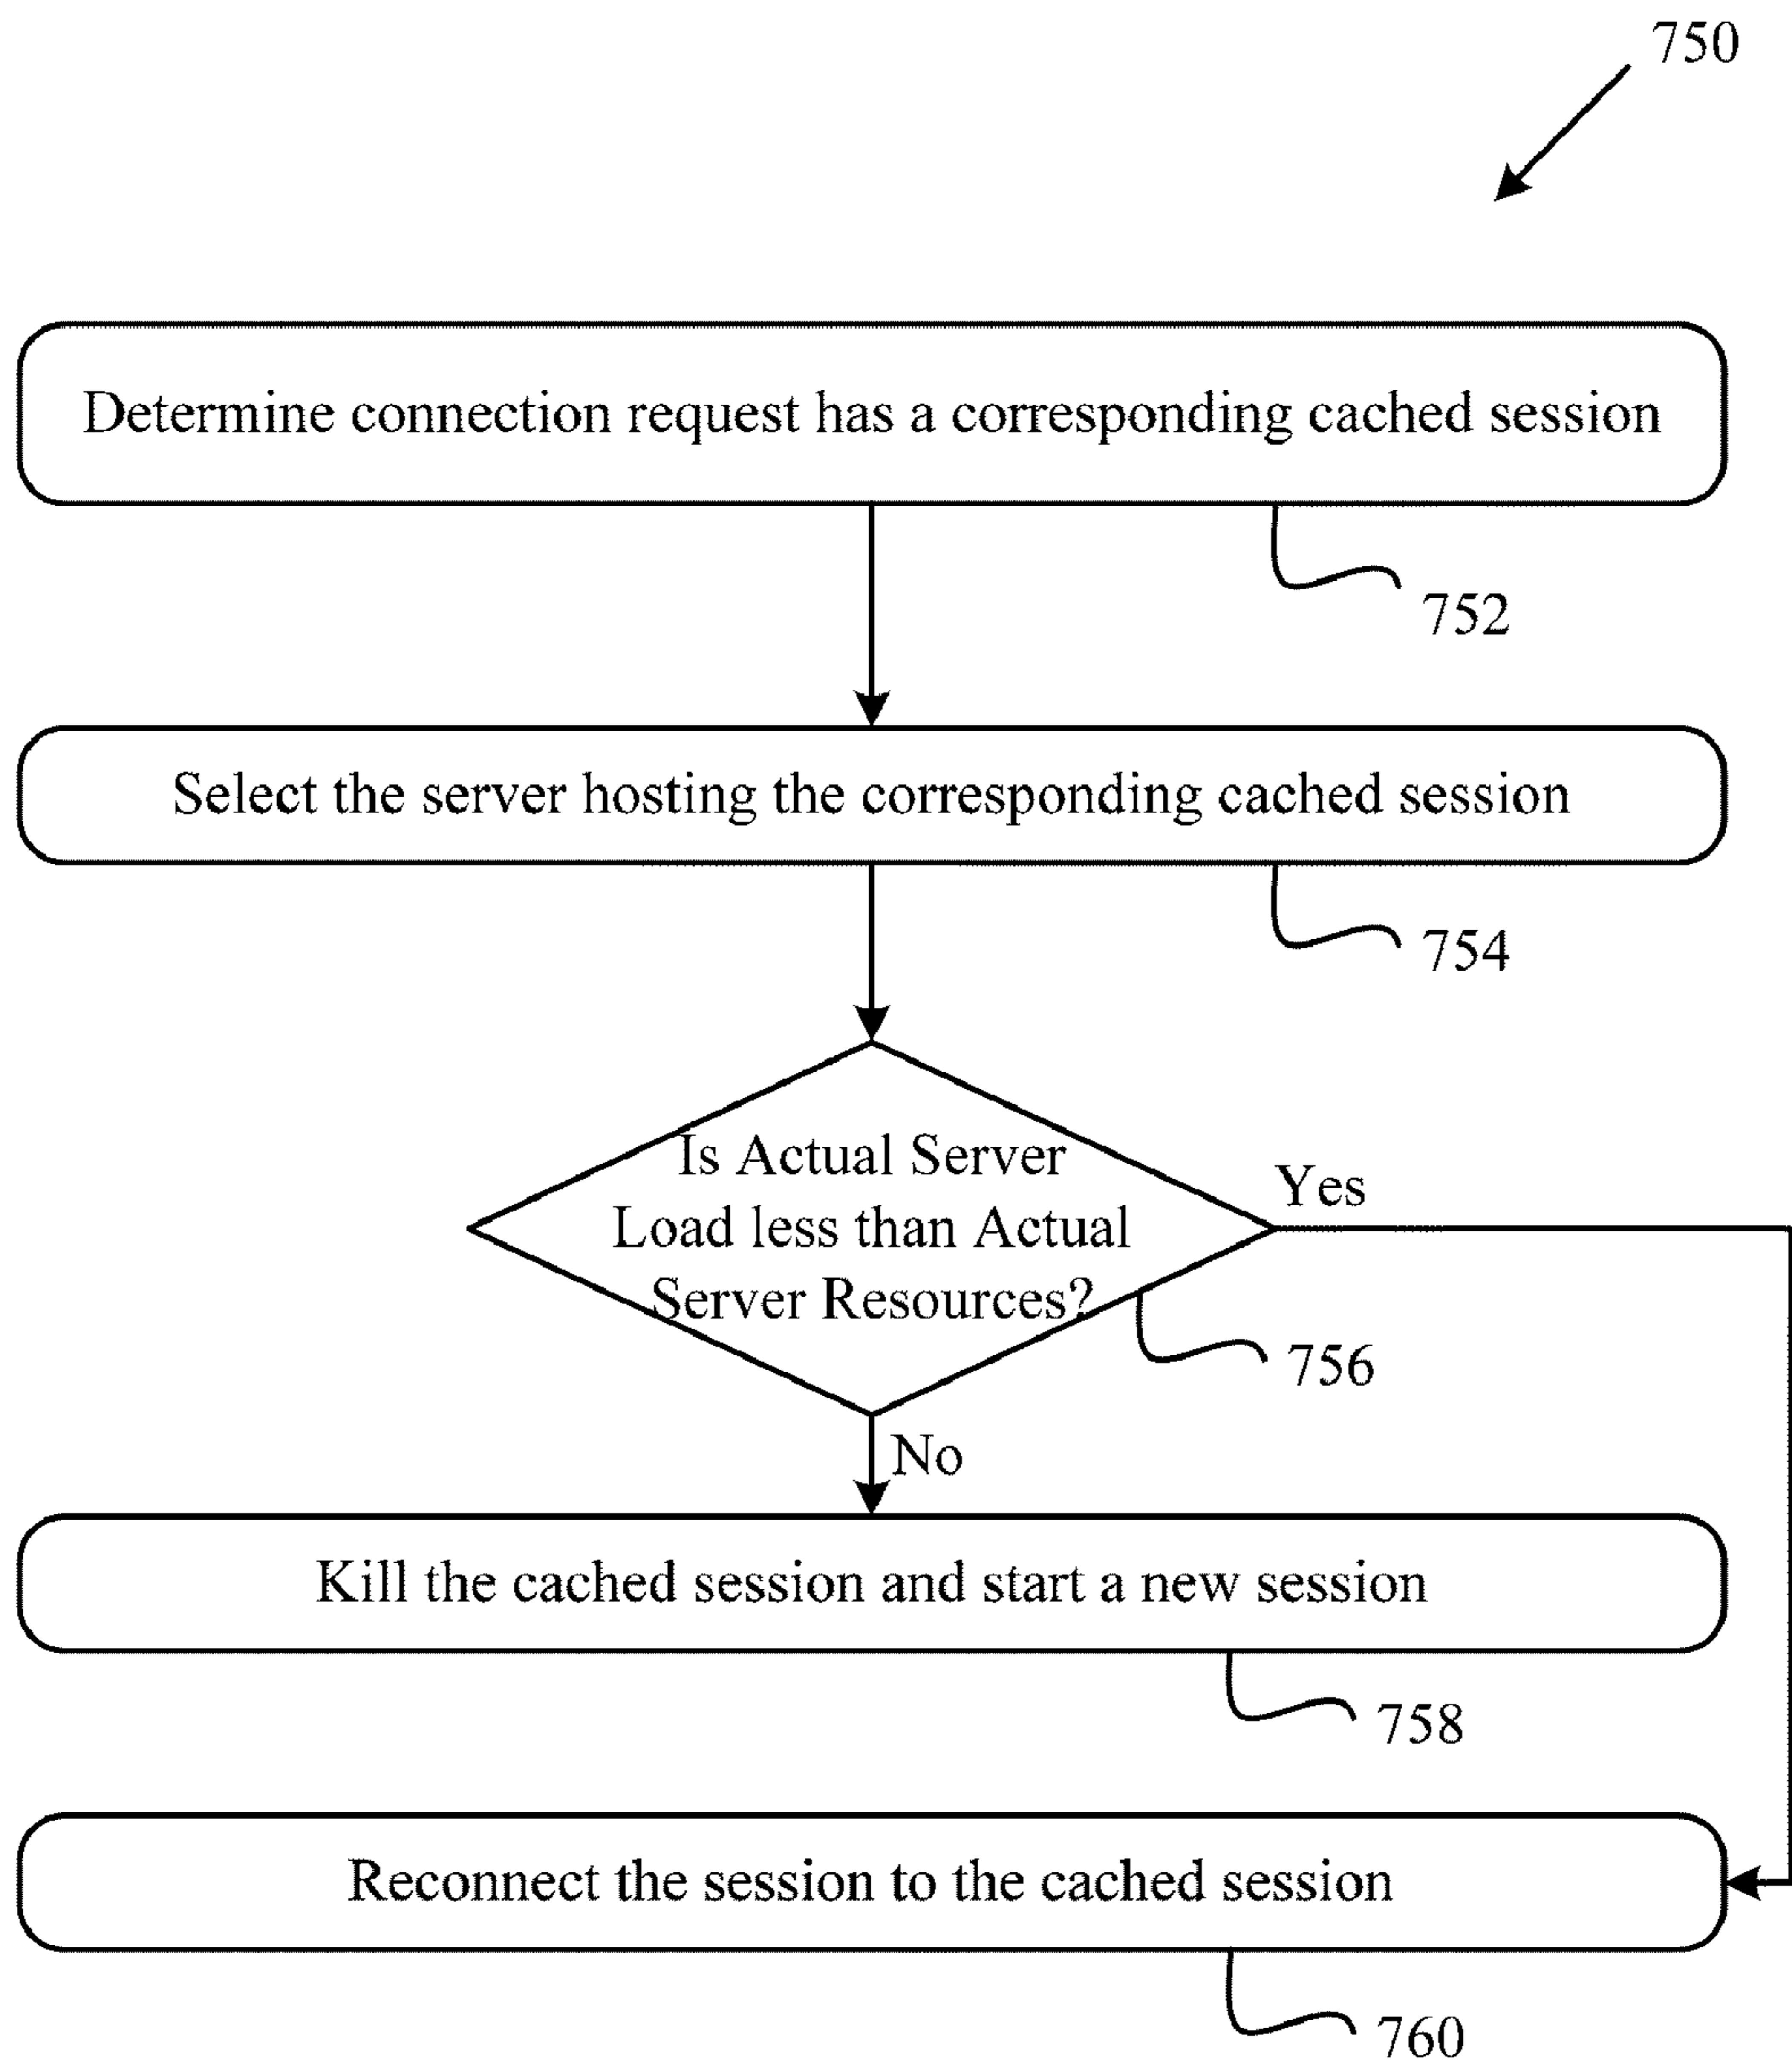 750
Determine connection request has a corresponding cached session
752
Select the server hosting the corresponding cached session
754
Is Actual Server
Load less than Actual
Server Resources?
Yes
756
No
Kill the cached session and start a new session
758
Reconnect the session to the cached session
760